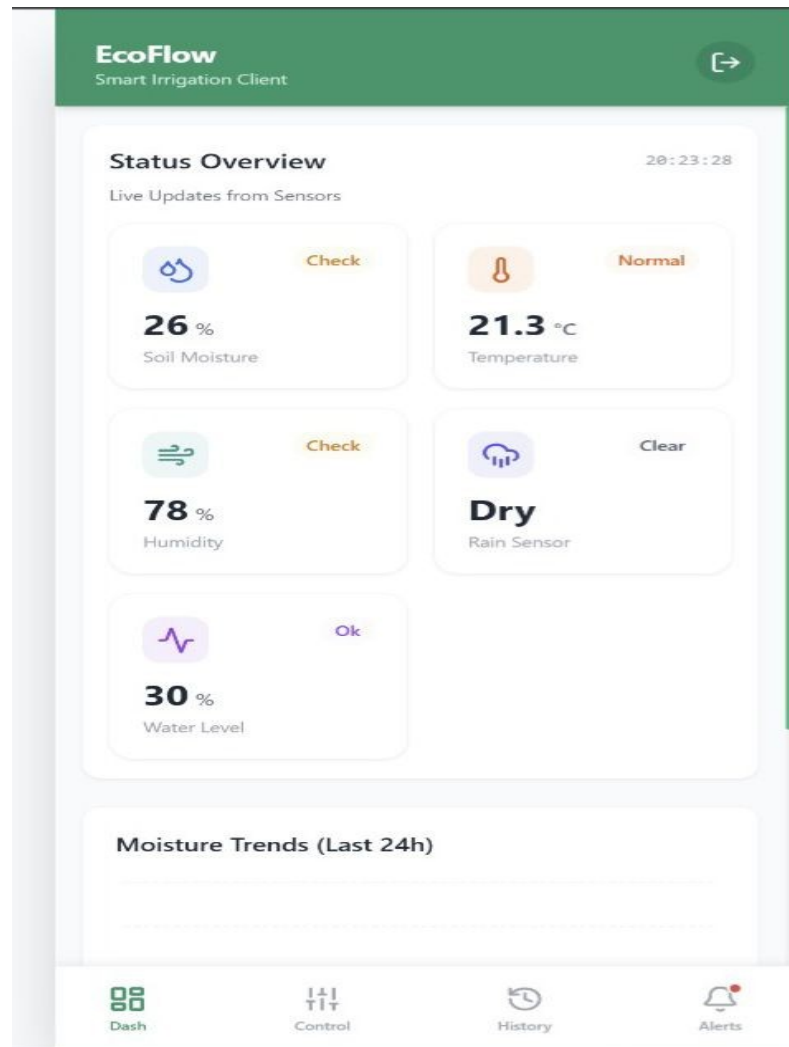 EcoFlow
Smart Irrigation Client
Status Overview
20:23:28
Live Updates from Sensors
Check
26 %
Soil Moisture
Normal
21.3 °C
Temperature
Check
78 %
Humidity
Clear
Dry
Rain Sensor
Ok
30 %
Water Level
Moisture Trends (Last 24h)
Dash
Control
History
Alerts